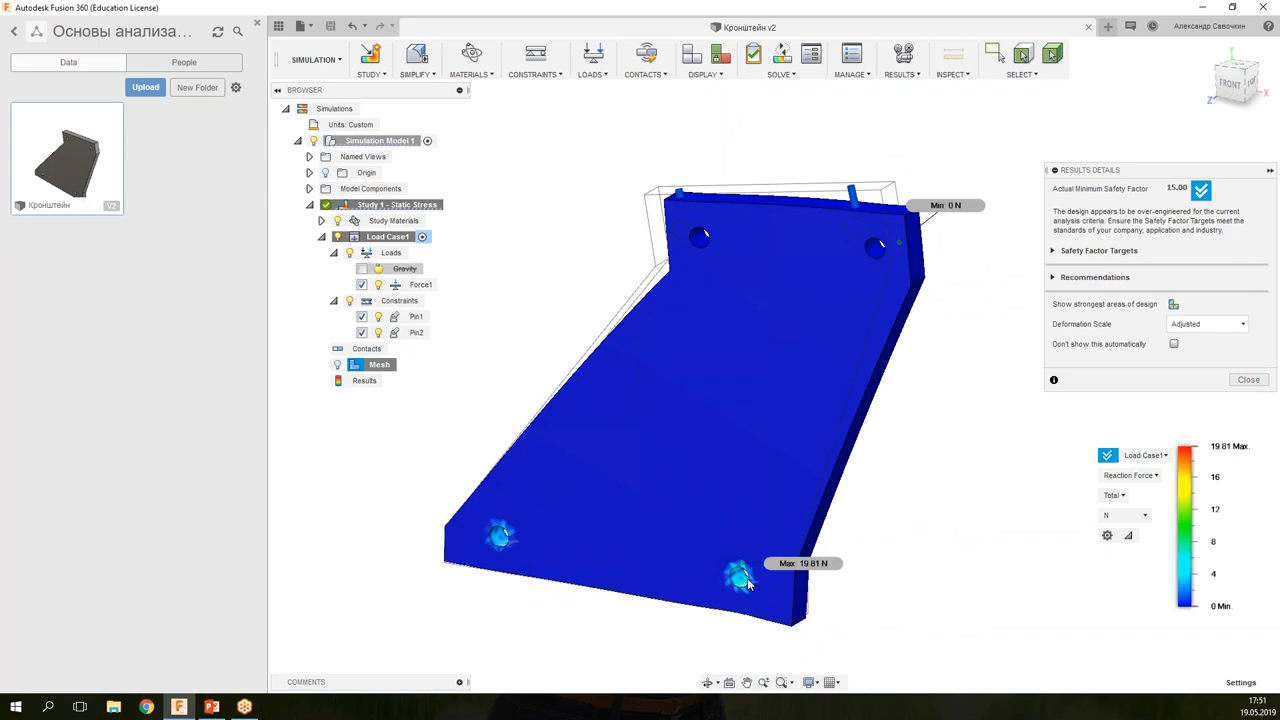 Autodesk Fusion 360 (Education License)
Основы анализа...
Кронштейн v2
Александр Савочкин
Data
People
Upload
New Folder
Кронштейн
V2
SIMULATION
STUDY
SIMPLIFY
MATERIALS
CONSTRAINTS
LOADS
CONTACTS
DISPLAY
SOLVE
MANAGE
RESULTS
INSPECT
SELECT
BROWSER
Simulations
Units: Custom
Simulation Model 1
Named Views
Origin
Model Components
Study 1 - Static Stress
Study Materials
Load Case1
Loads
Gravity
Force1
Constraints
Pin1
Pin2
Contacts
Mesh
Results
Y
FRONT
Z
X
Min: 0 N
Max: 19.81 N
RESULTS DETAILS
Actual Minimum Safety Factor 15.00
The design appears to be over-engineered for the current
analysis criteria. Ensure the Safety Factor Targets meet the
standards of your company, application and industry.
Safety Factor Targets
Recommendations
Show strongest areas of design
Deformation Scale Adjusted
Don't show this automatically
Close
Load Case1
Reaction Force
Total
N
19.81 Max.
16
12
8
4
0 Min.
COMMENTS
Settings
17:51
19.05.2019